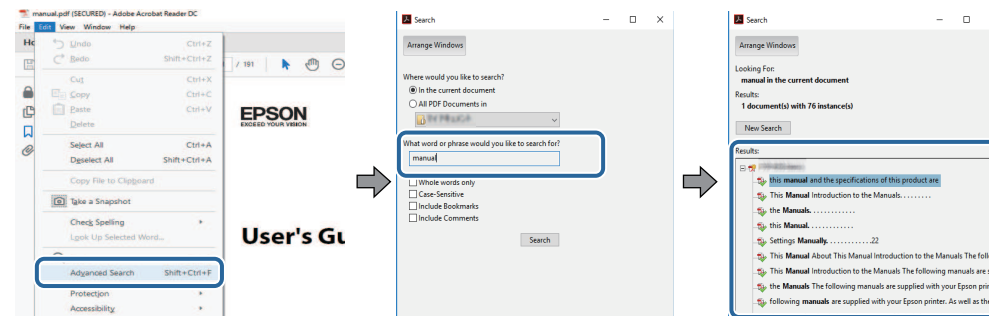 manual.pdf (SECURED) - Adobe Acrobat Reader DC
File Edit View Window Help
Undo Ctrl+Z
Redo Shift+Ctrl+Z
Cut Ctrl+X
Copy Ctrl+C
Paste Ctrl+V
Delete
Select All Ctrl+A
Deselect All Shift+Ctrl+A
Copy File to Clipboard
Take a Snapshot
Check Spelling
Look Up Selected Word...
Advanced Search Shift+Ctrl+F
Protection
Accessibility
/ 191
EPSON
EXCEED YOUR VISION
User's Gu
Search
Arrange Windows
Where would you like to search?
In the current document
All PDF Documents in
What word or phrase would you like to search for?
manual
Whole words only
Case-Sensitive
Include Bookmarks
Include Comments
Search
Search
Arrange Windows
Looking For:
manual in the current document
Results:
1 document(s) with 76 instance(s)
New Search
Results:
this manual and the specifications of this product are
This Manual Introduction to the Manuals. . . . . . . .
the Manuals. . . . . . . . . . . .
this Manual. . . . . . . . . . . .
Settings Manually. . . . . . . . . . . .22
This Manual About This Manual Introduction to the Manuals The foll
This Manual Introduction to the Manuals The following manuals are s
the Manuals The following manuals are supplied with your Epson prin
following manuals are supplied with your Epson printer. As well as the